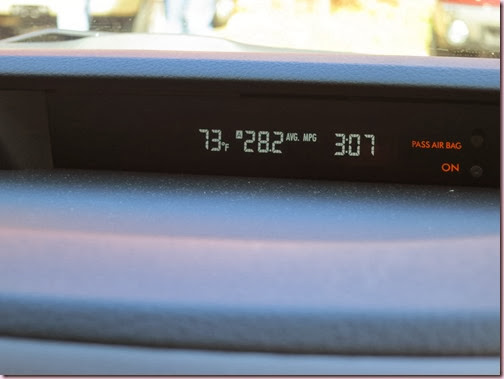 73°F A 28.2 AVG. MPG 3:07
PASS AIR BAG
ON